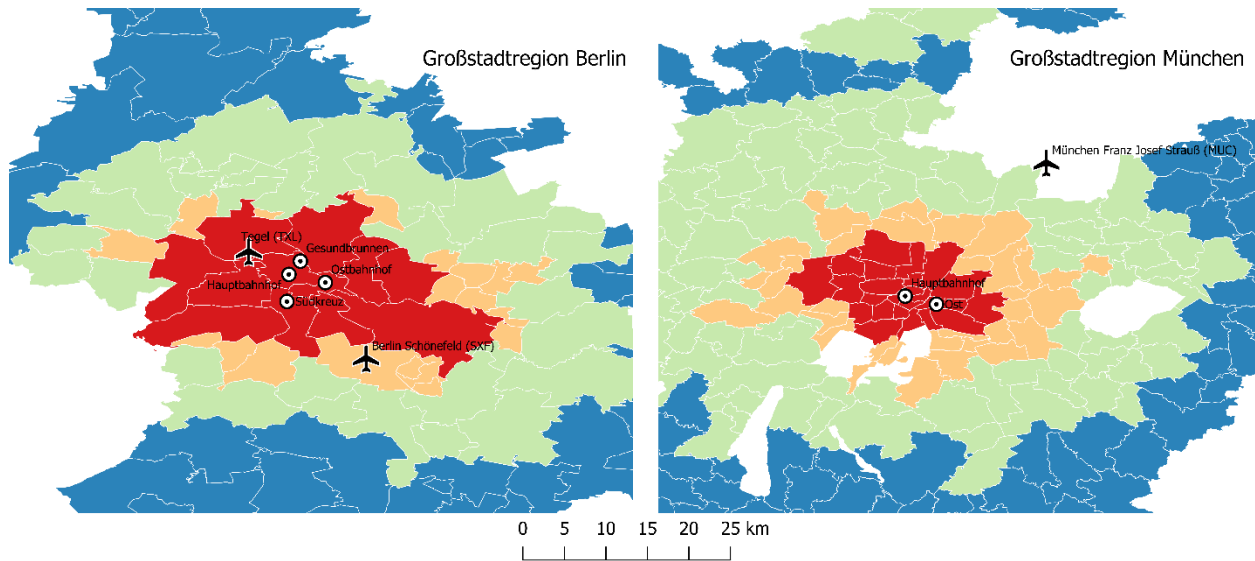 Großstadtregion Berlin
Tegel (TXL)
Gesundbrunnen
Ostbahnhof
Hauptbahnhof
Südkreuz
Berlin Schönefeld (SXF)
Großstadtregion München
München Franz Josef Strauß (MUC)
Hauptbahnhof
Ost
0 5 10 15 20 25 km